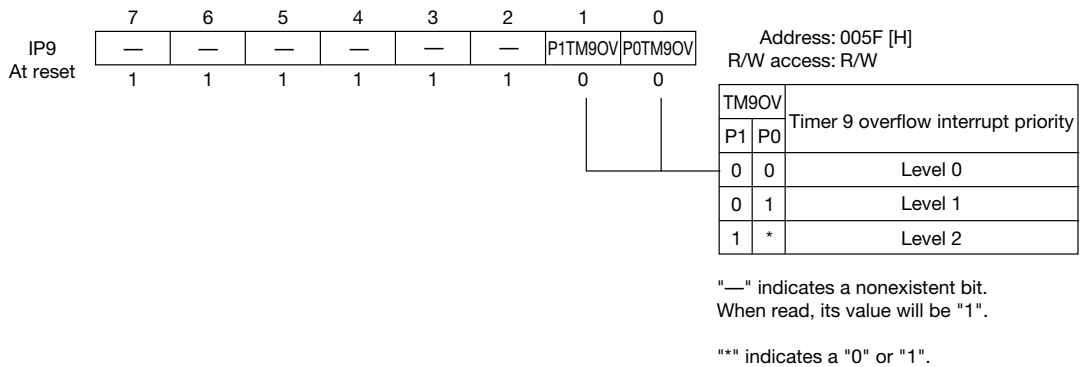 7 6 5 4 3 2 1 0
IP9 — — — — — — P1TM9OV P0TM9OV
At reset 1 1 1 1 1 1 0 0
Address: 005F [H]
R/W access: R/W
TM9OV
Timer 9 overflow interrupt priority
P1 P0
0 0 Level 0
0 1 Level 1
1 * Level 2
"—" indicates a nonexistent bit.
When read, its value will be "1".
"*" indicates a "0" or "1".